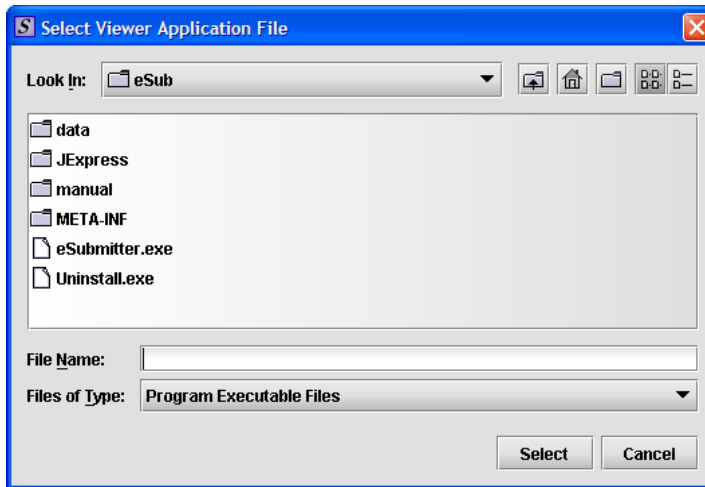 S Select Viewer Application File
Look In: eSub
data
JExpress
manual
META-INF
eSubmitter.exe
Uninstall.exe
File Name:
Files of Type: Program Executable Files
Select Cancel